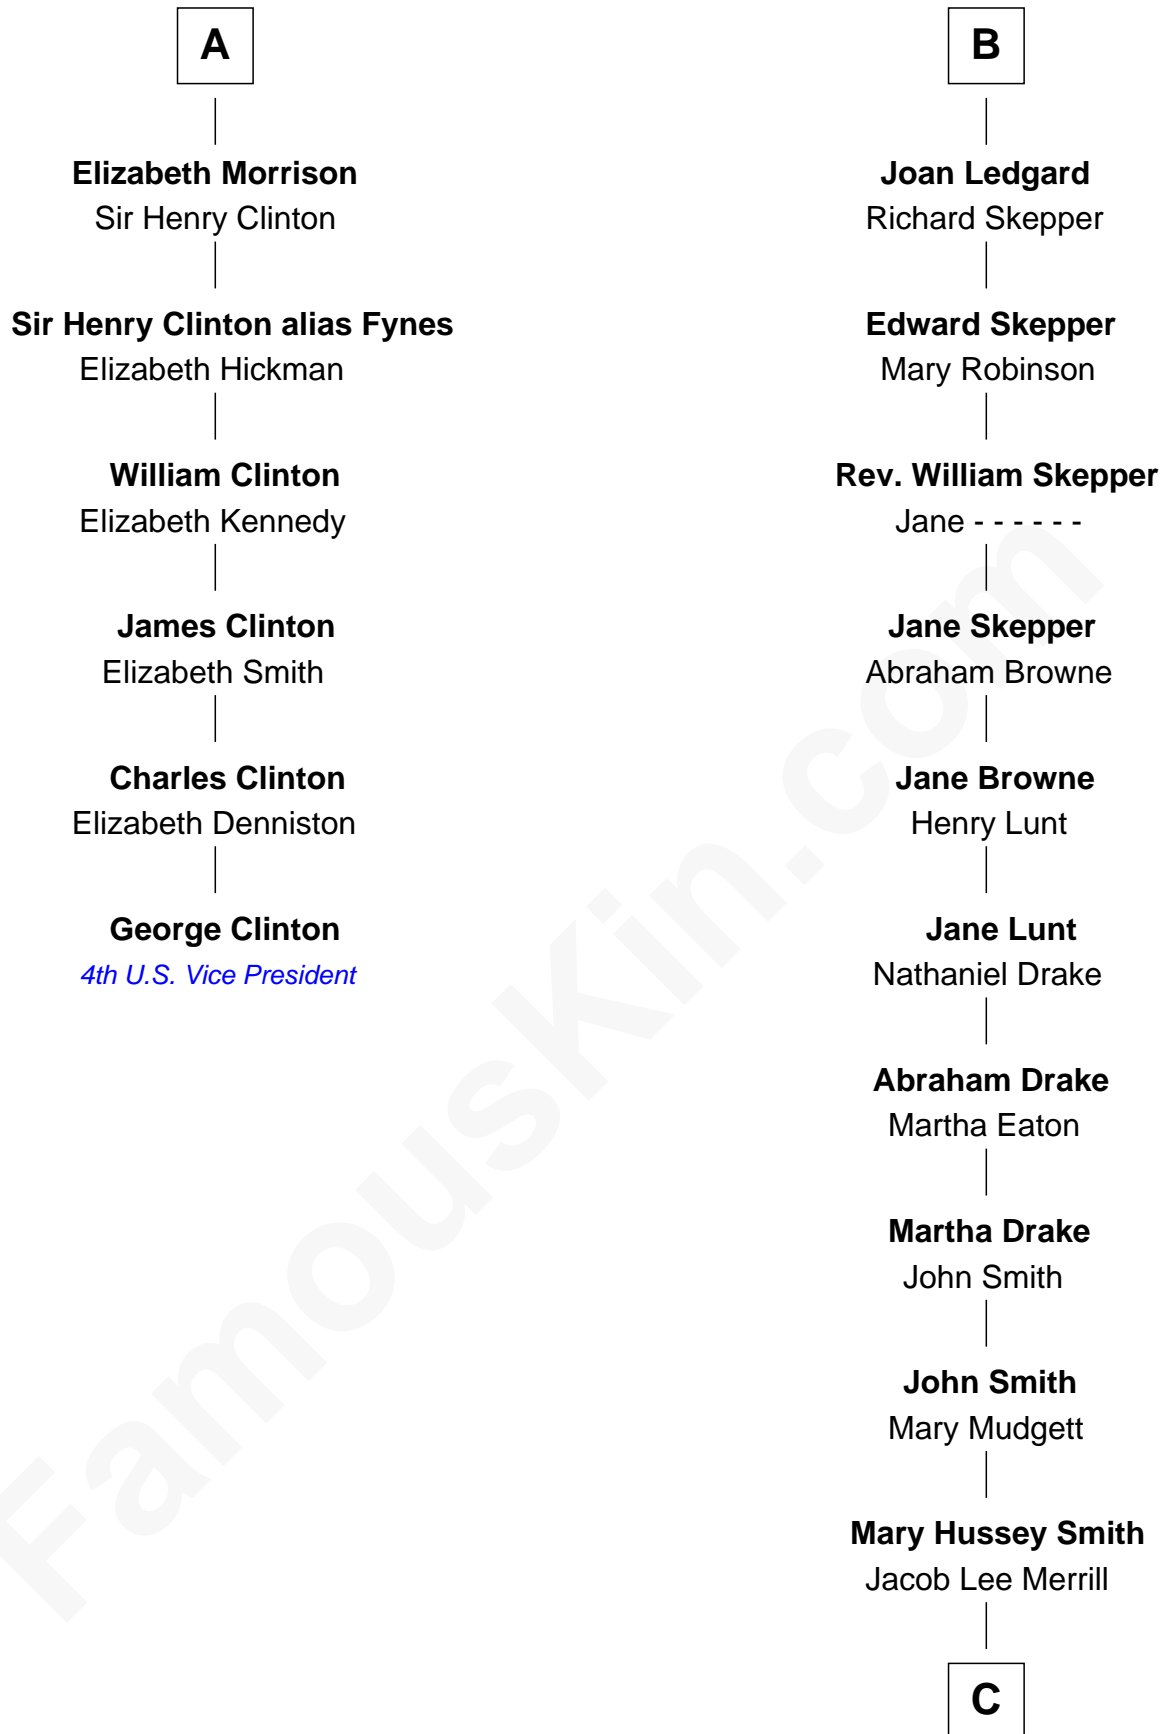 A
Elizabeth Morrison
Sir Henry Clinton
Sir Henry Clinton alias Fynes
Elizabeth Hickman
William Clinton
Elizabeth Kennedy
James Clinton
Elizabeth Smith
Charles Clinton
Elizabeth Denniston
George Clinton
4th U.S. Vice President
B
Joan Ledgard
Richard Skepper
Edward Skepper
Mary Robinson
Rev. William Skepper
Jane - - - - - -
Jane Skepper
Abraham Browne
Jane Browne
Henry Lunt
Jane Lunt
Nathaniel Drake
Abraham Drake
Martha Eaton
Martha Drake
John Smith
John Smith
Mary Mudgett
Mary Hussey Smith
Jacob Lee Merrill
C
FamousKin.com